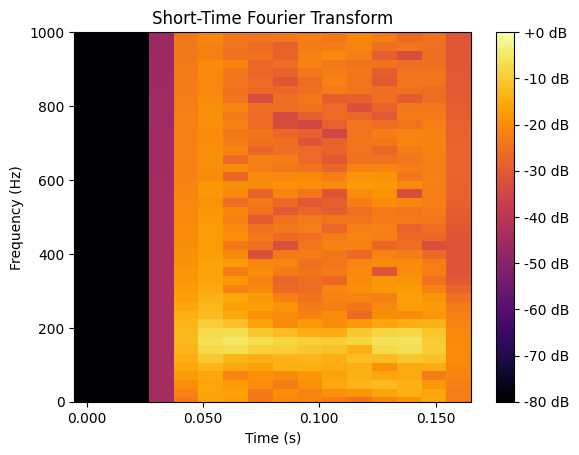 Short-Time Fourier Transform
Frequency (Hz)
1000
800
600
400
200
0
0.000
0.050
0.100
0.150
Time (s)
+0 dB
-10 dB
-20 dB
-30 dB
-40 dB
-50 dB
-60 dB
-70 dB
-80 dB